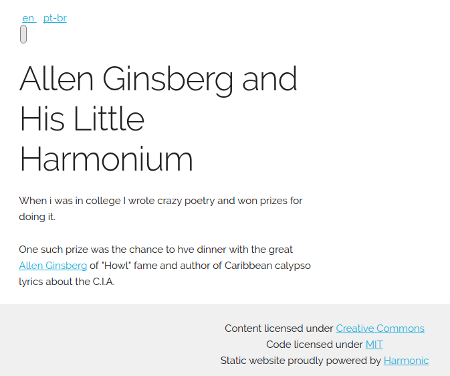 en pt-br
Allen Ginsberg and
His Little
Harmonium
When i was in college I wrote crazy poetry and won prizes for
doing it.
One such prize was the chance to hve dinner with the great
Allen Ginsberg of "Howl" fame and author of Caribbean calypso
lyrics about the C.I.A.
Content licensed under Creative Commons
Code licensed under MIT
Static website proudly powered by Harmonic